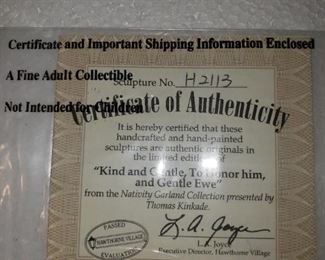 Certificate and Important Shipping Information Enclosed
A Fine Adult Collectible
Sculpture No. H2113
Not Intended for Children
Certificate of Authenticity
It is hereby certified that these
handcrafted and hand-painted
sculptures are authentic originals in
the limited edition of
"Kind and Gentle, To Honor him,
and Gentle Ewe"
from the Nativity Garland Collection presented by
Thomas Kinkade.
L. A. Joyce
L.A. Joyce
Executive Director, Hawthorne Village
PASSED
HAWTHORNE VILLAGE
EVALUATION